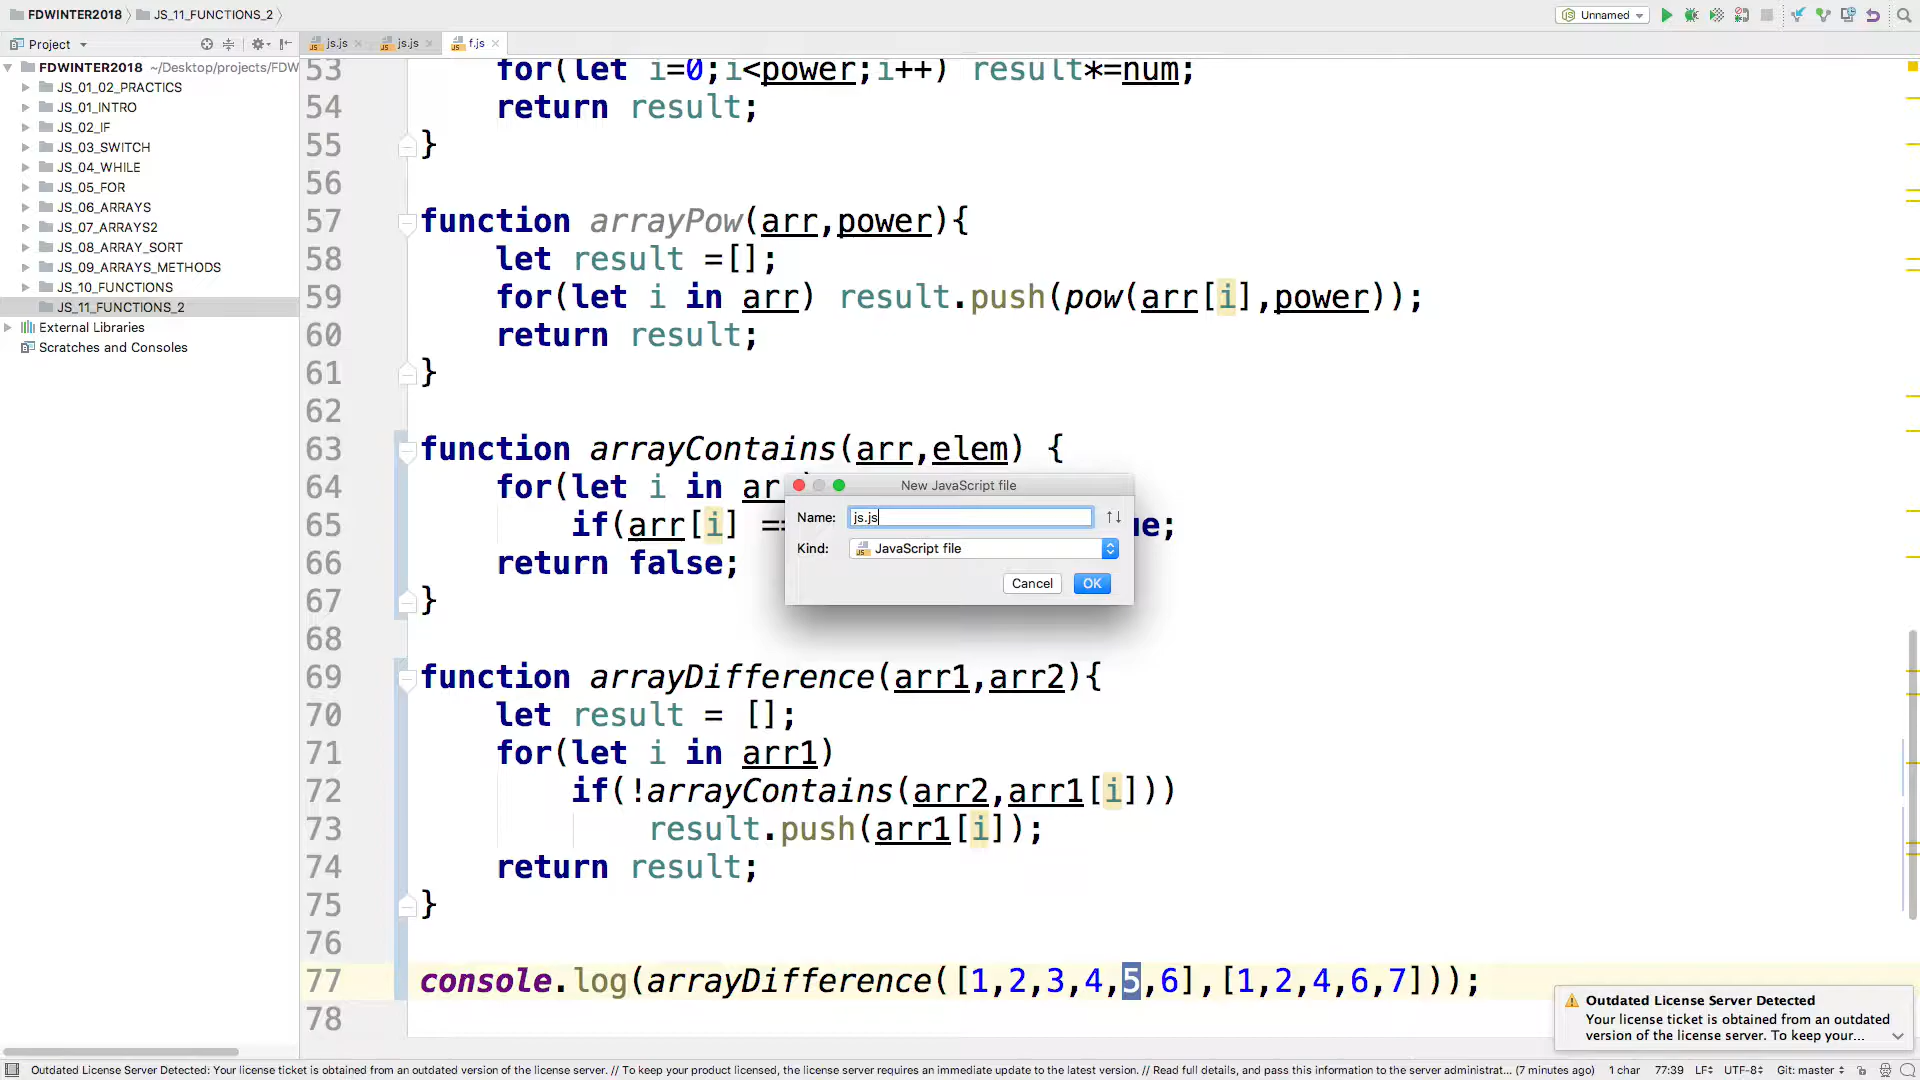 FDWINTER2018 JS_11_FUNCTIONS_2 Unnamed
Project js.js js.js f.js
FDWINTER2018 ~/Desktop/projects/FDW
JS_01_02_PRACTICS
JS_01_INTRO
JS_02_IF
JS_03_SWITCH
JS_04_WHILE
JS_05_FOR
JS_06_ARRAYS
JS_07_ARRAYS2
JS_08_ARRAY_SORT
JS_09_ARRAYS_METHODS
JS_10_FUNCTIONS
JS_11_FUNCTIONS_2
External Libraries
Scratches and Consoles
53 for(let i=0;i<power;i++) result*=num;
54 return result;
55 }
56
57 function arrayPow(arr,power){
58 let result =[];
59 for(let i in arr) result.push(pow(arr[i],power));
60 return result;
61 }
62
63 function arrayContains(arr,elem) {
64 for(let i in ar
65 if(arr[i] == ue;
66 return false;
67 }
68
69 function arrayDifference(arr1,arr2){
70 let result = [];
71 for(let i in arr1)
72 if(!arrayContains(arr2,arr1[i]))
73 result.push(arr1[i]);
74 return result;
75 }
76
77 console.log(arrayDifference([1,2,3,4,5,6],[1,2,4,6,7]));
78
New JavaScript file
Name: js.js
Kind: JavaScript file
Cancel OK
Outdated License Server Detected
Your license ticket is obtained from an outdated
version of the license server. To keep your...
Outdated License Server Detected: Your license ticket is obtained from an outdated version of the license server. // To keep your product licensed, the license server requires an immediate update to the latest version. // Read full details, and pass this information to the server administrat... (7 minutes ago) 1 char 77:39 LF UTF-8 Git: master